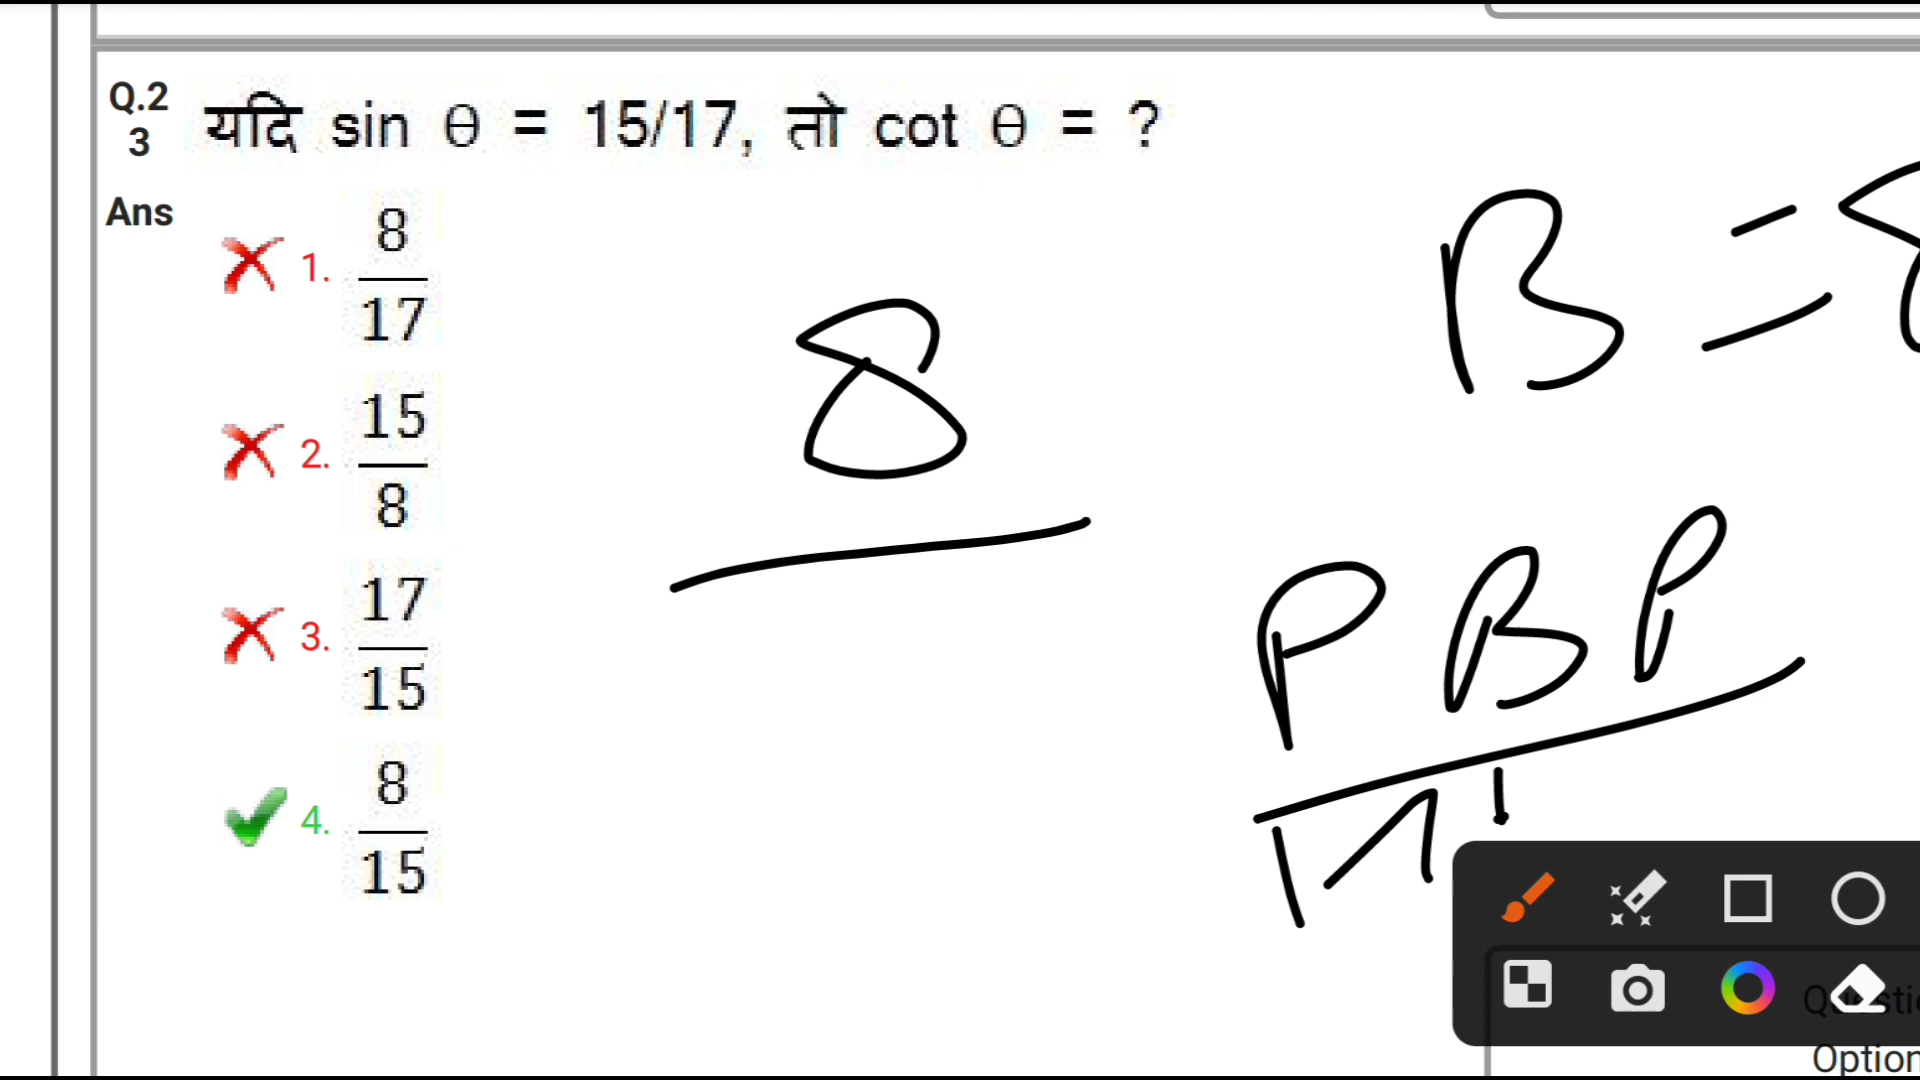 Q.2
3
यदि sin θ = 15/17, तो cot θ = ?
Ans
1. 8/17
2. 15/8
3. 17/15
4. 8/15
8
B = 8
P B P
Option